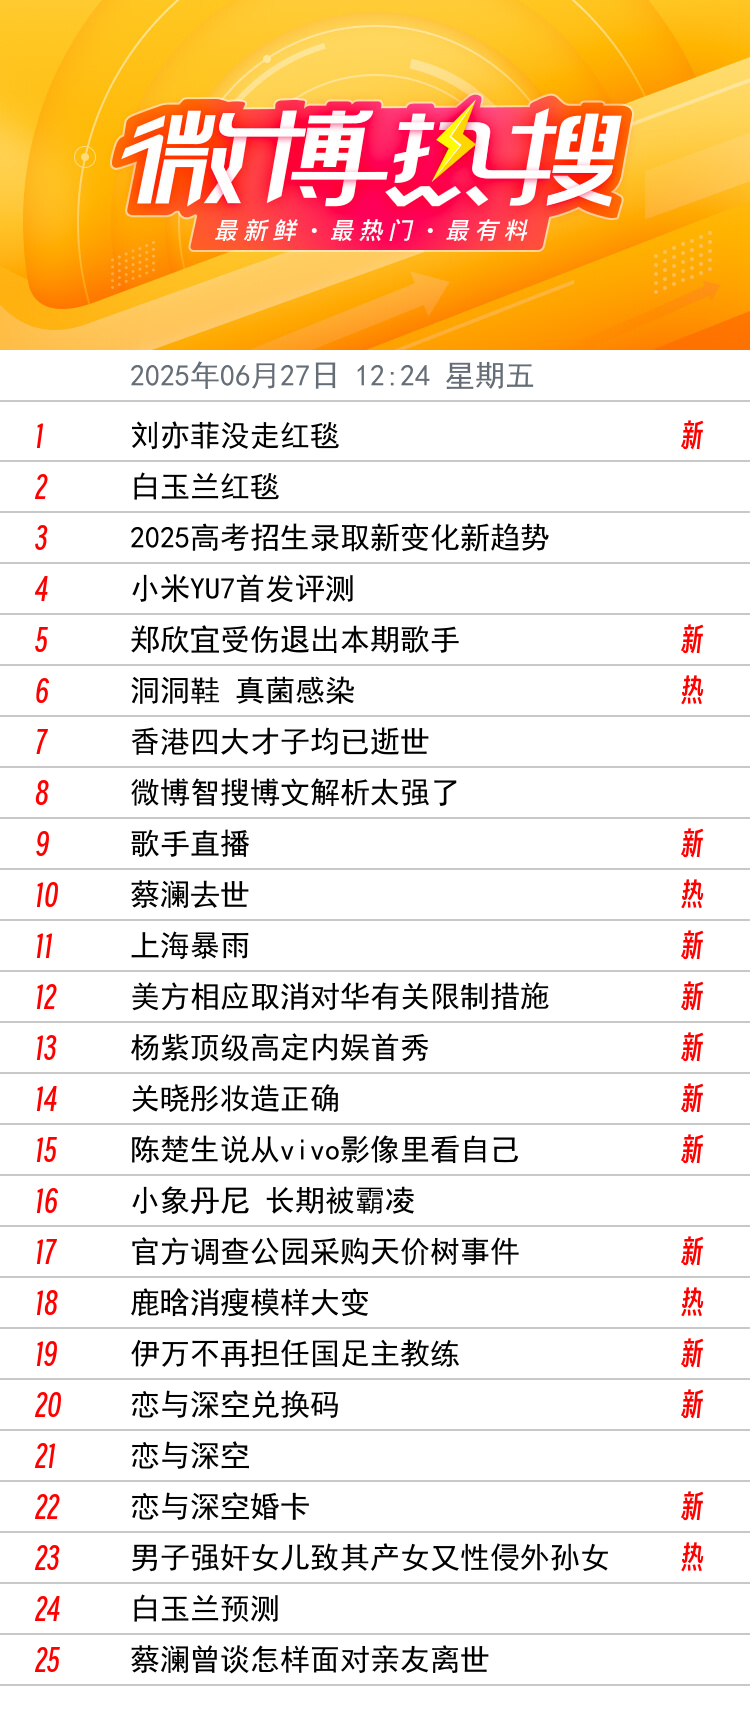 微博热搜
最新鲜·最热门·最有料
2025年06月27日 12:24 星期五
1 刘亦菲没走红毯 新
2 白玉兰红毯
3 2025高考招生录取新变化新趋势
4 小米YU7首发评测
5 郑欣宜受伤退出本期歌手 新
6 洞洞鞋 真菌感染 热
7 香港四大才子均已逝世
8 微博智搜博文解析太强了
9 歌手直播 新
10 蔡澜去世 热
11 上海暴雨 新
12 美方相应取消对华有关限制措施 新
13 杨紫顶级高定内娱首秀 新
14 关晓彤妆造正确 新
15 陈楚生说从vivo影像里看自己 新
16 小象丹尼 长期被霸凌
17 官方调查公园采购天价树事件 新
18 鹿晗消瘦模样大变 热
19 伊万不再担任国足主教练 新
20 恋与深空兑换码 新
21 恋与深空
22 恋与深空婚卡 新
23 男子强奸女儿致其产女又性侵外孙女 热
24 白玉兰预测
25 蔡澜曾谈怎样面对亲友离世